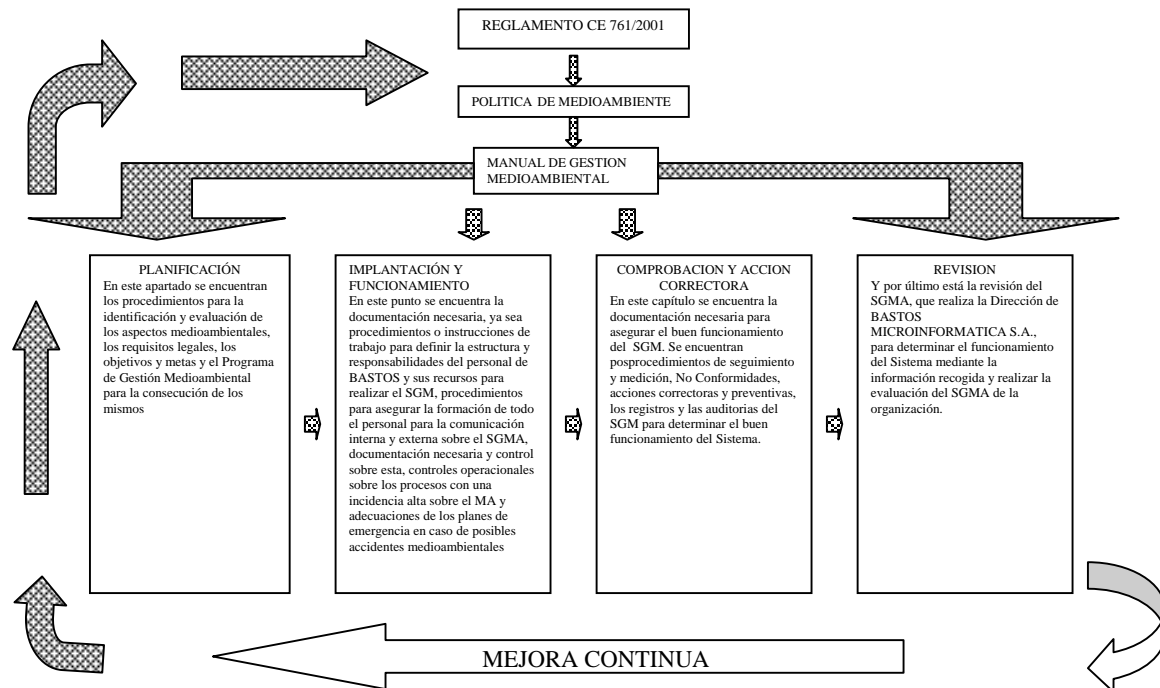 REGLAMENTO CE 761/2001
POLITICA DE MEDIOAMBIENTE
MANUAL DE GESTION
MEDIOAMBIENTAL
PLANIFICACIÓN
En este apartado se encuentran
los procedimientos para la
identificación y evaluación de
los aspectos medioambientales,
los requisitos legales, los
objetivos y metas y el Programa
de Gestión Medioambiental
para la consecución de los
mismos
IMPLANTACIÓN Y
FUNCIONAMIENTO
En este punto se encuentra la
documentación necesaria, ya sea
procedimientos o instrucciones de
trabajo para definir la estructura y
responsabilidades del personal de
BASTOS y sus recursos para
realizar el SGM, procedimientos
para asegurar la formación de todo
el personal para la comunicación
interna y externa sobre el SGMA,
documentación necesaria y control
sobre esta, controles operacionales
sobre los procesos con una
incidencia alta sobre el MA y
adecuaciones de los planes de
emergencia en caso de posibles
accidentes medioambientales
COMPROBACION Y ACCION
CORRECTORA
En este capítulo se encuentra la
documentación necesaria para
asegurar el buen funcionamiento
del SGM. Se encuentran
posprocedimientos de seguimiento
y medición, No Conformidades,
acciones correctoras y preventivas,
los registros y las auditorias del
SGM para determinar el buen
funcionamiento del Sistema.
REVISION
Y por último está la revisión del
SGMA, que realiza la Dirección de
BASTOS
MICROINFORMATICA S.A.,
para determinar el funcionamiento
del Sistema mediante la
información recogida y realizar la
evaluación del SGMA de la
organización.
MEJORA CONTINUA